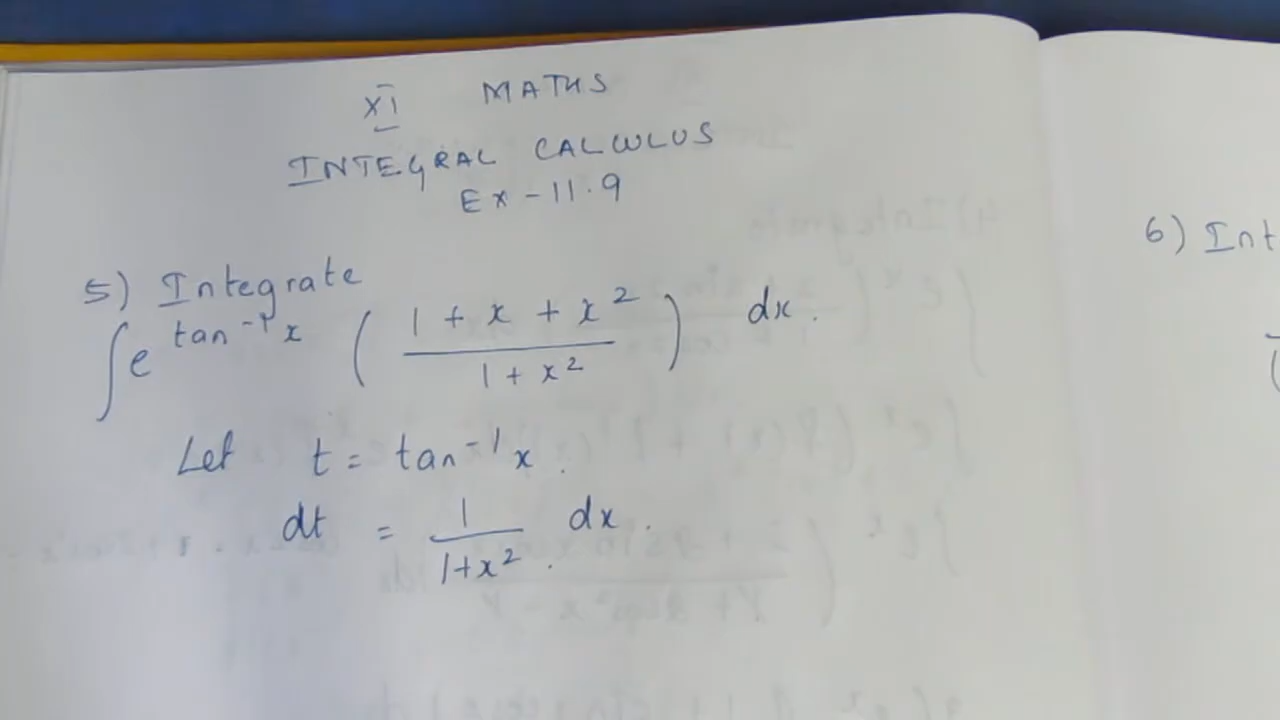 XI MATHS
INTEGRAL CALCULUS
Ex - 11.9
5) Integrate
∫ e^{tan⁻¹x} ( (1 + x + x²) / (1 + x²) ) dx.
Let t = tan⁻¹x.
dt = 1 / (1+x²) dx.
6) Int